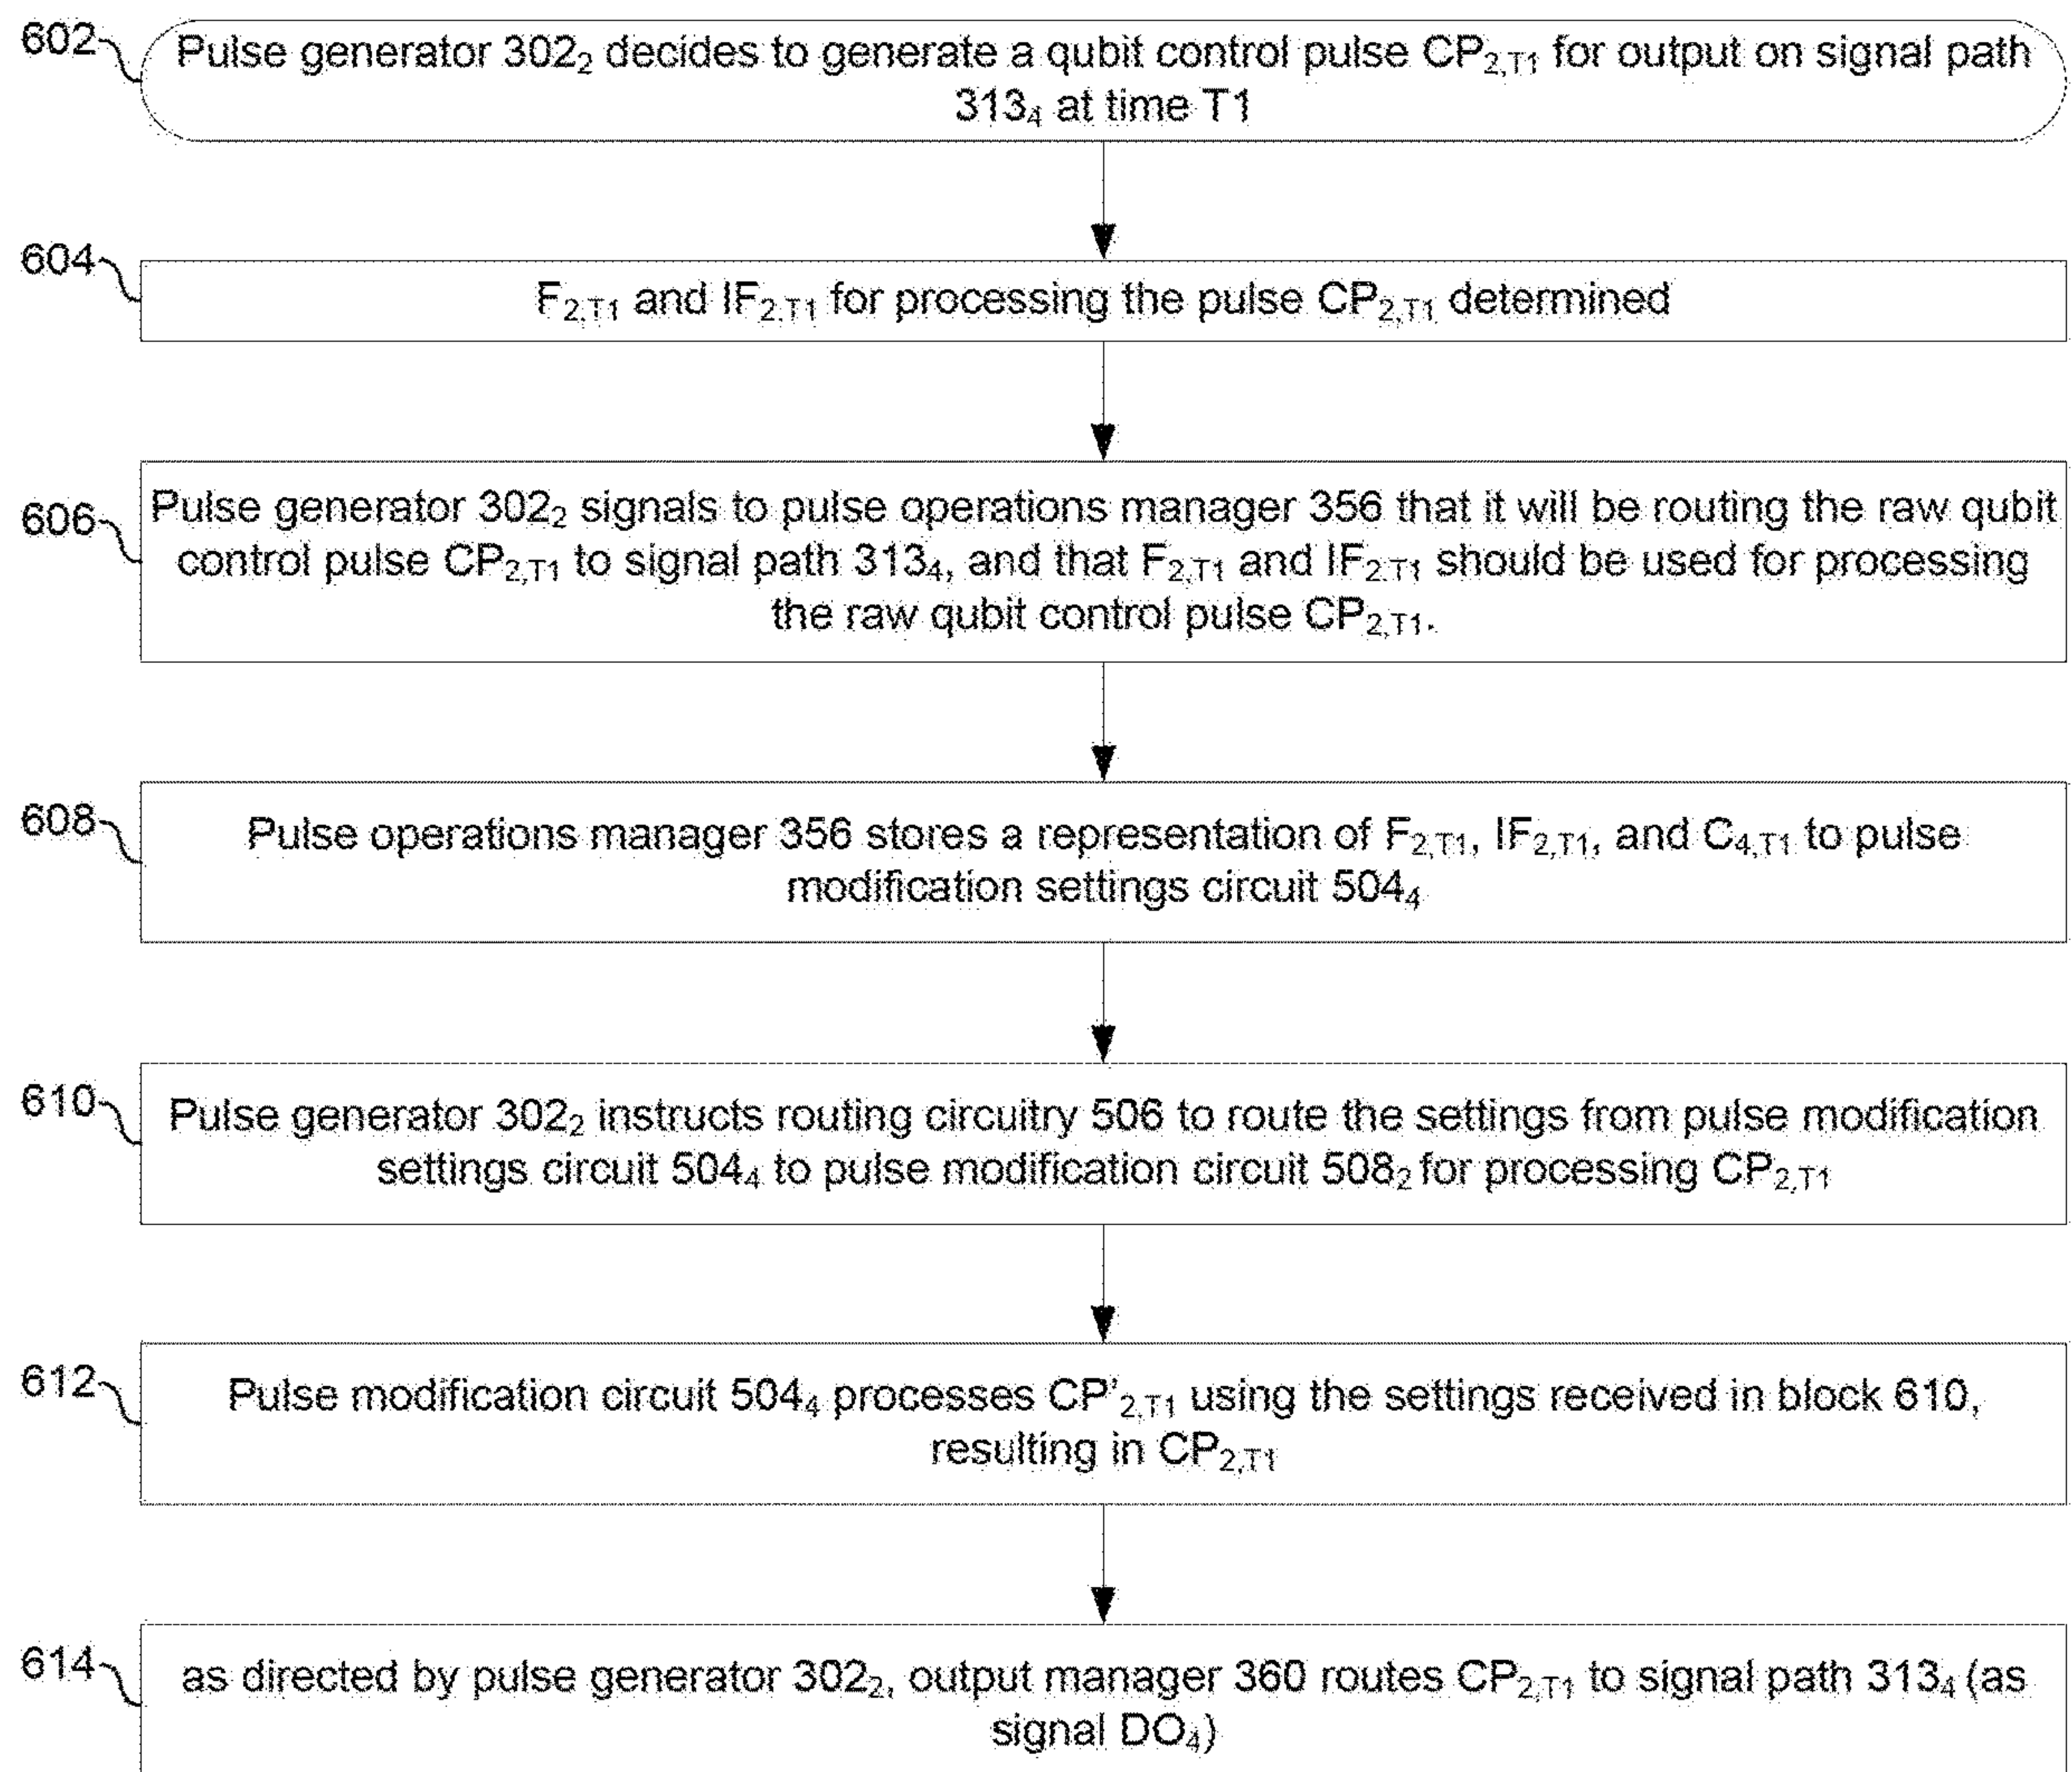 602
Pulse generator 302₂ decides to generate a qubit control pulse CP₂,T1 for output on signal path
313₄ at time T1
604
F₂,T1 and IF₂,T1 for processing the pulse CP₂,T1 determined
606
Pulse generator 302₂ signals to pulse operations manager 356 that it will be routing the raw qubit
control pulse CP₂,T1 to signal path 313₄, and that F₂,T1 and IF₂,T1 should be used for processing
the raw qubit control pulse CP₂,T1.
608
Pulse operations manager 356 stores a representation of F₂,T1, IF₂,T1, and C₄,T1 to pulse
modification settings circuit 504₄
610
Pulse generator 302₂ instructs routing circuitry 506 to route the settings from pulse modification
settings circuit 504₄ to pulse modification circuit 508₂ for processing CP₂,T1
612
Pulse modification circuit 504₄ processes CP'₂,T1 using the settings received in block 610,
resulting in CP₂,T1
614
as directed by pulse generator 302₂, output manager 360 routes CP₂,T1 to signal path 313₄ (as
signal DO₄)